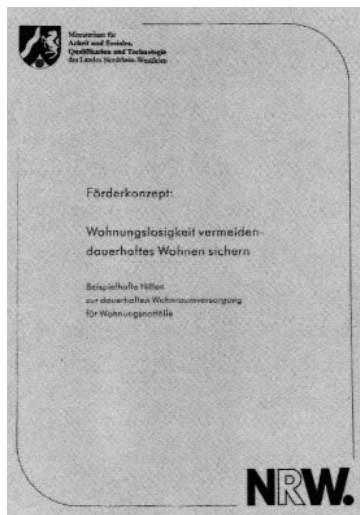 Ministerium für
Arbeit und Soziales,
Qualifikation und Technologie
des Landes Nordrhein-Westfalen
Förderkonzept:
Wohnungslosigkeit vermeiden-
dauerhaftes Wohnen sichern
Beispielhafte Hilfen
zur dauerhaften Wohnraumversorgung
für Wohnungsnotfälle
NRW.